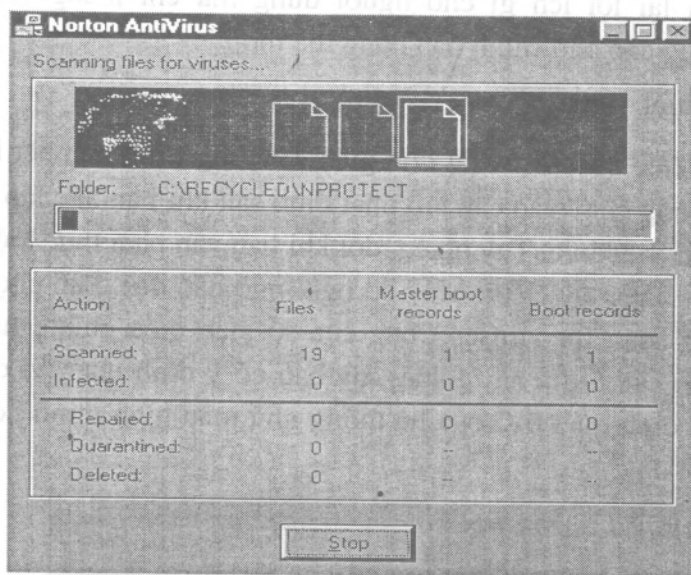 Norton AntiVirus
Scanning files for viruses...
Folder: C:\RECYCLED\NPROTECT
Action Files Master boot records Boot records
Scanned: 19 1 1
Infected: 0 0 0
Repaired: 0 0 0
Quarantined: 0 -- --
Deleted: 0 -- --
Stop